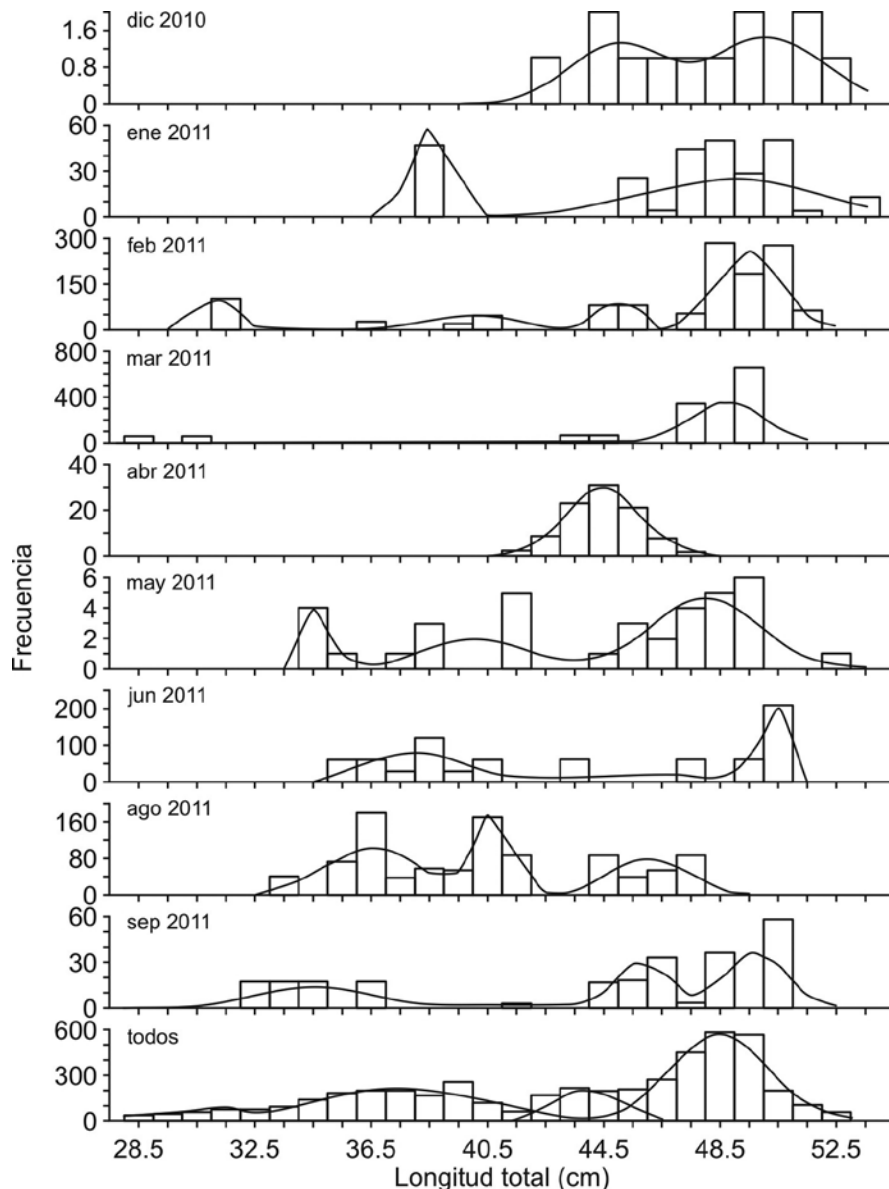 dic 2010
1.6
0.8
0
ene 2011
60
30
0
feb 2011
300
150
0
mar 2011
800
400
0
abr 2011
40
20
0
may 2011
6
4
2
0
jun 2011
200
100
0
ago 2011
160
80
0
sep 2011
60
30
0
todos
600
300
0
28.5 32.5 36.5 40.5 44.5 48.5 52.5
Longitud total (cm)
Frecuencia